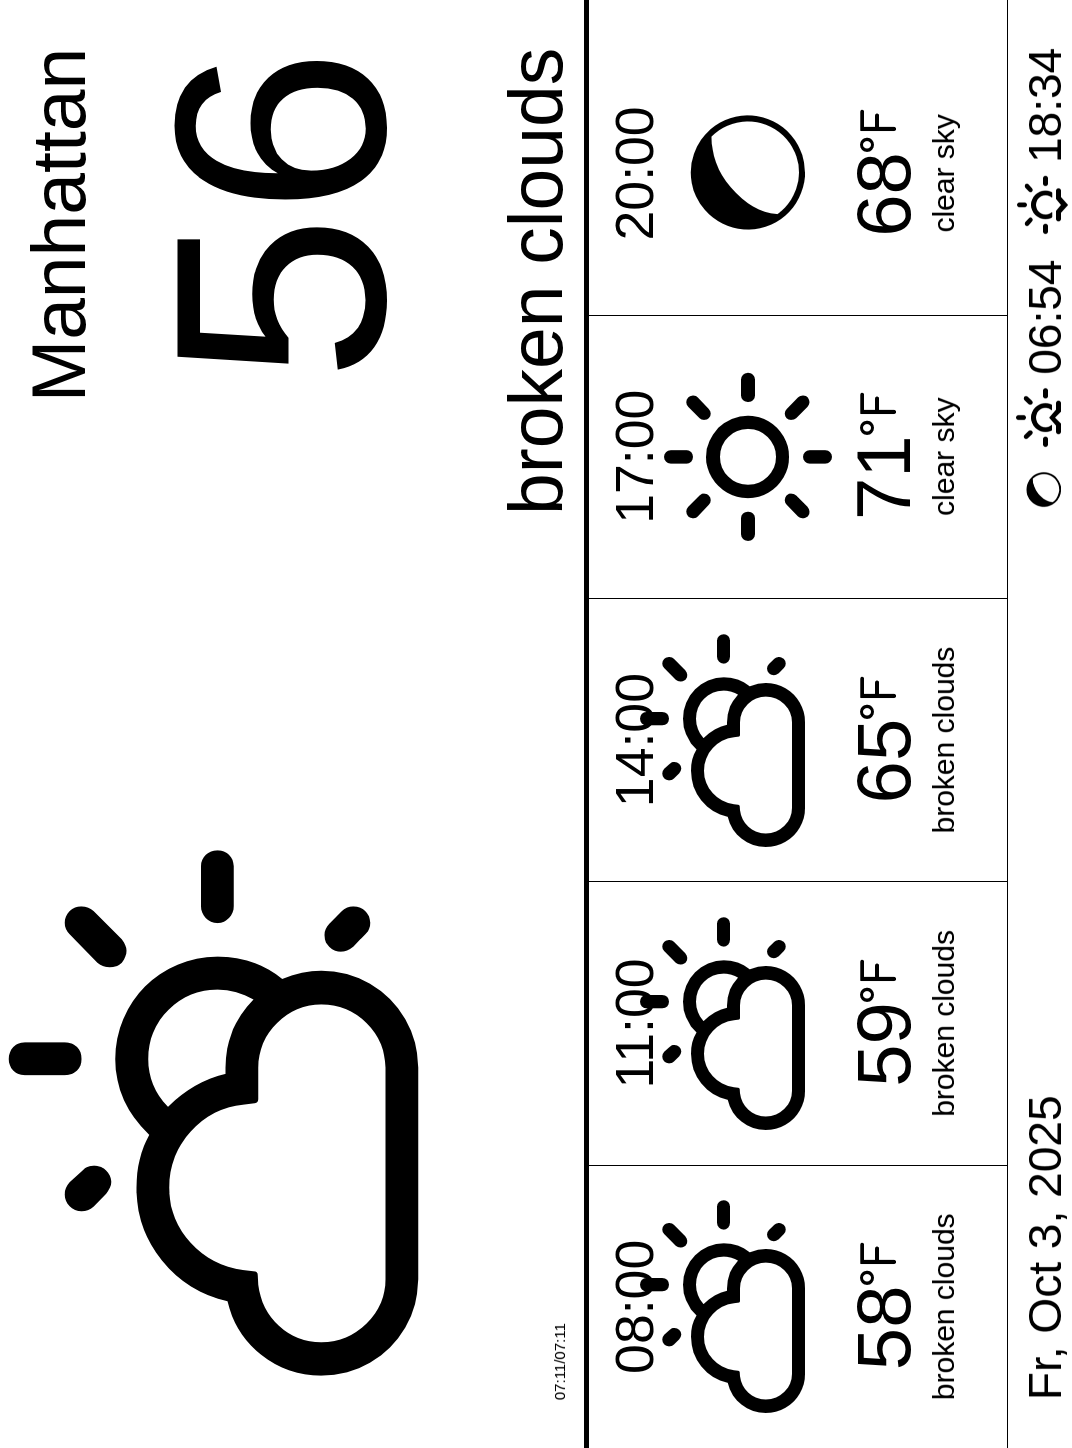 Manhattan
56
broken clouds
07:11/07:11
08:00 11:00 14:00 17:00 20:00
58°F 59°F 65°F 71°F 68°F
broken clouds broken clouds broken clouds clear sky clear sky
Fr, Oct 3, 2025 06:54 18:34